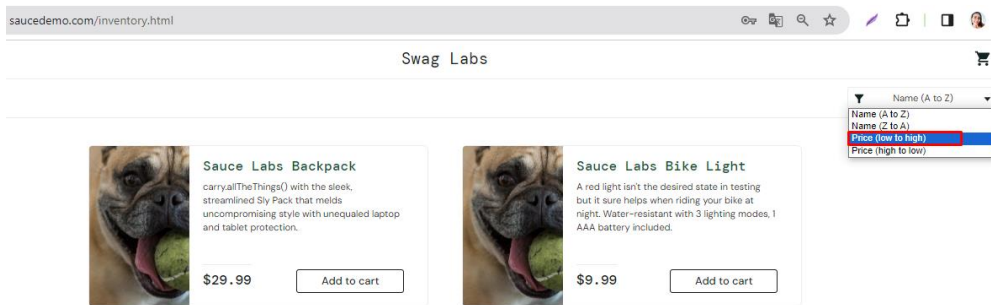 saucedemo.com/inventory.html
Swag Labs
Name (A to Z)
Name (A to Z)
Name (Z to A)
Price (low to high)
Price (high to low)
Sauce Labs Backpack
carry.allTheThings() with the sleek,
streamlined Sly Pack that melds
uncompromising style with unequaled laptop
and tablet protection.
$29.99
Add to cart
Sauce Labs Bike Light
A red light isn't the desired state in testing
but it sure helps when riding your bike at
night. Water-resistant with 3 lighting modes, 1
AAA battery included.
$9.99
Add to cart